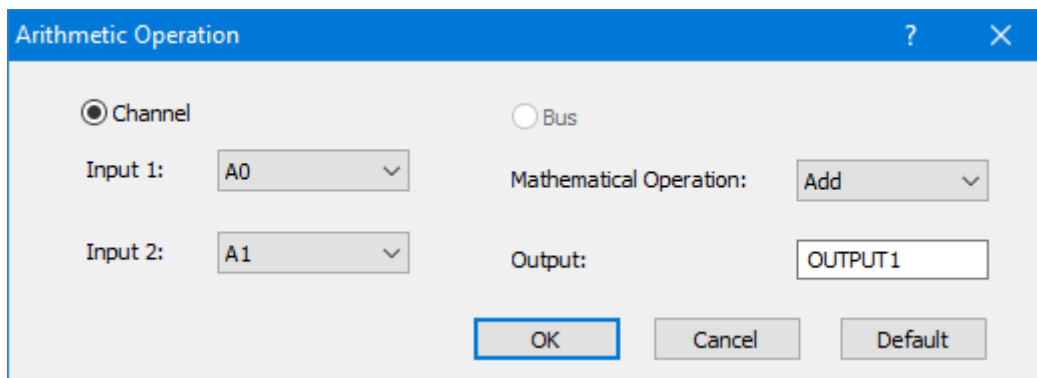 Arithmetic Operation ?
Channel Bus
Input 1: A0 Mathematical Operation: Add
Input 2: A1 Output: OUTPUT1
OK Cancel Default